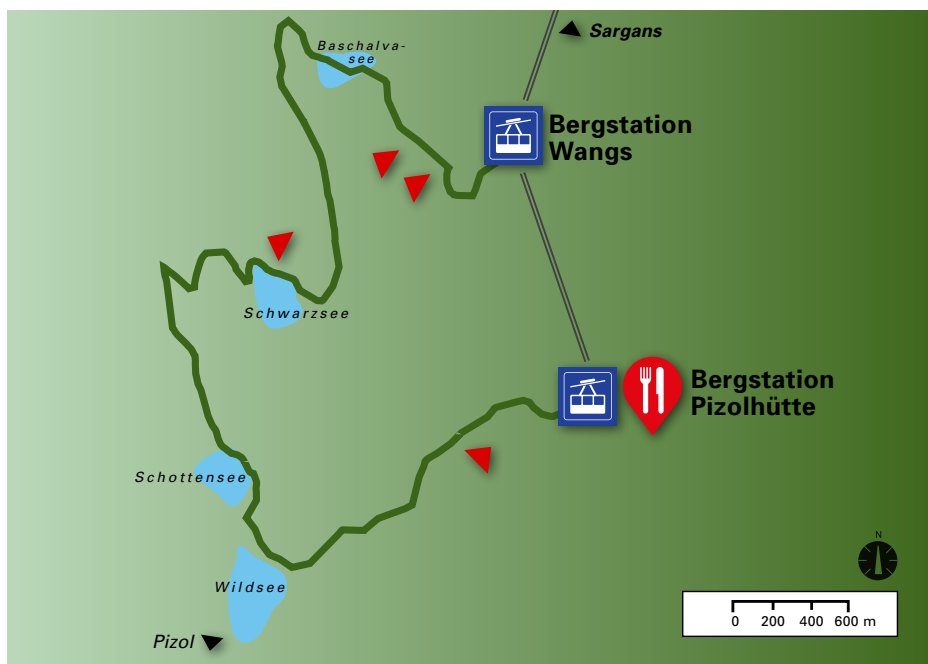 Baschalva-
see
Sargans
Bergstation
Wangs
Schwarzsee
Bergstation
Pizolhütte
Schottensee
N
Wildsee
0 200 400 600 m
Pizol